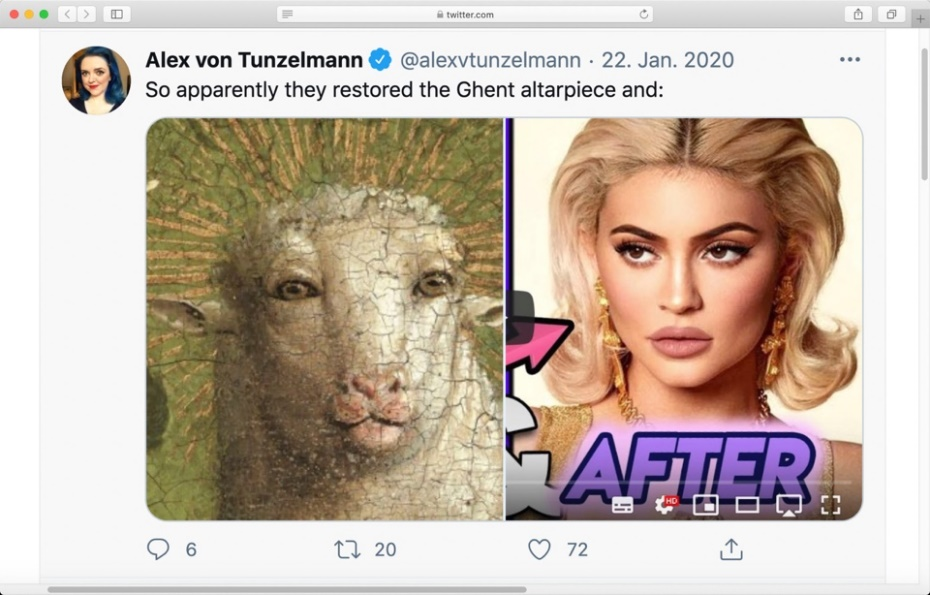 twitter.com
Alex von Tunzelmann @alexvtunzelmann · 22. Jan. 2020
So apparently they restored the Ghent altarpiece and:
AFTER
HD
6
20
72